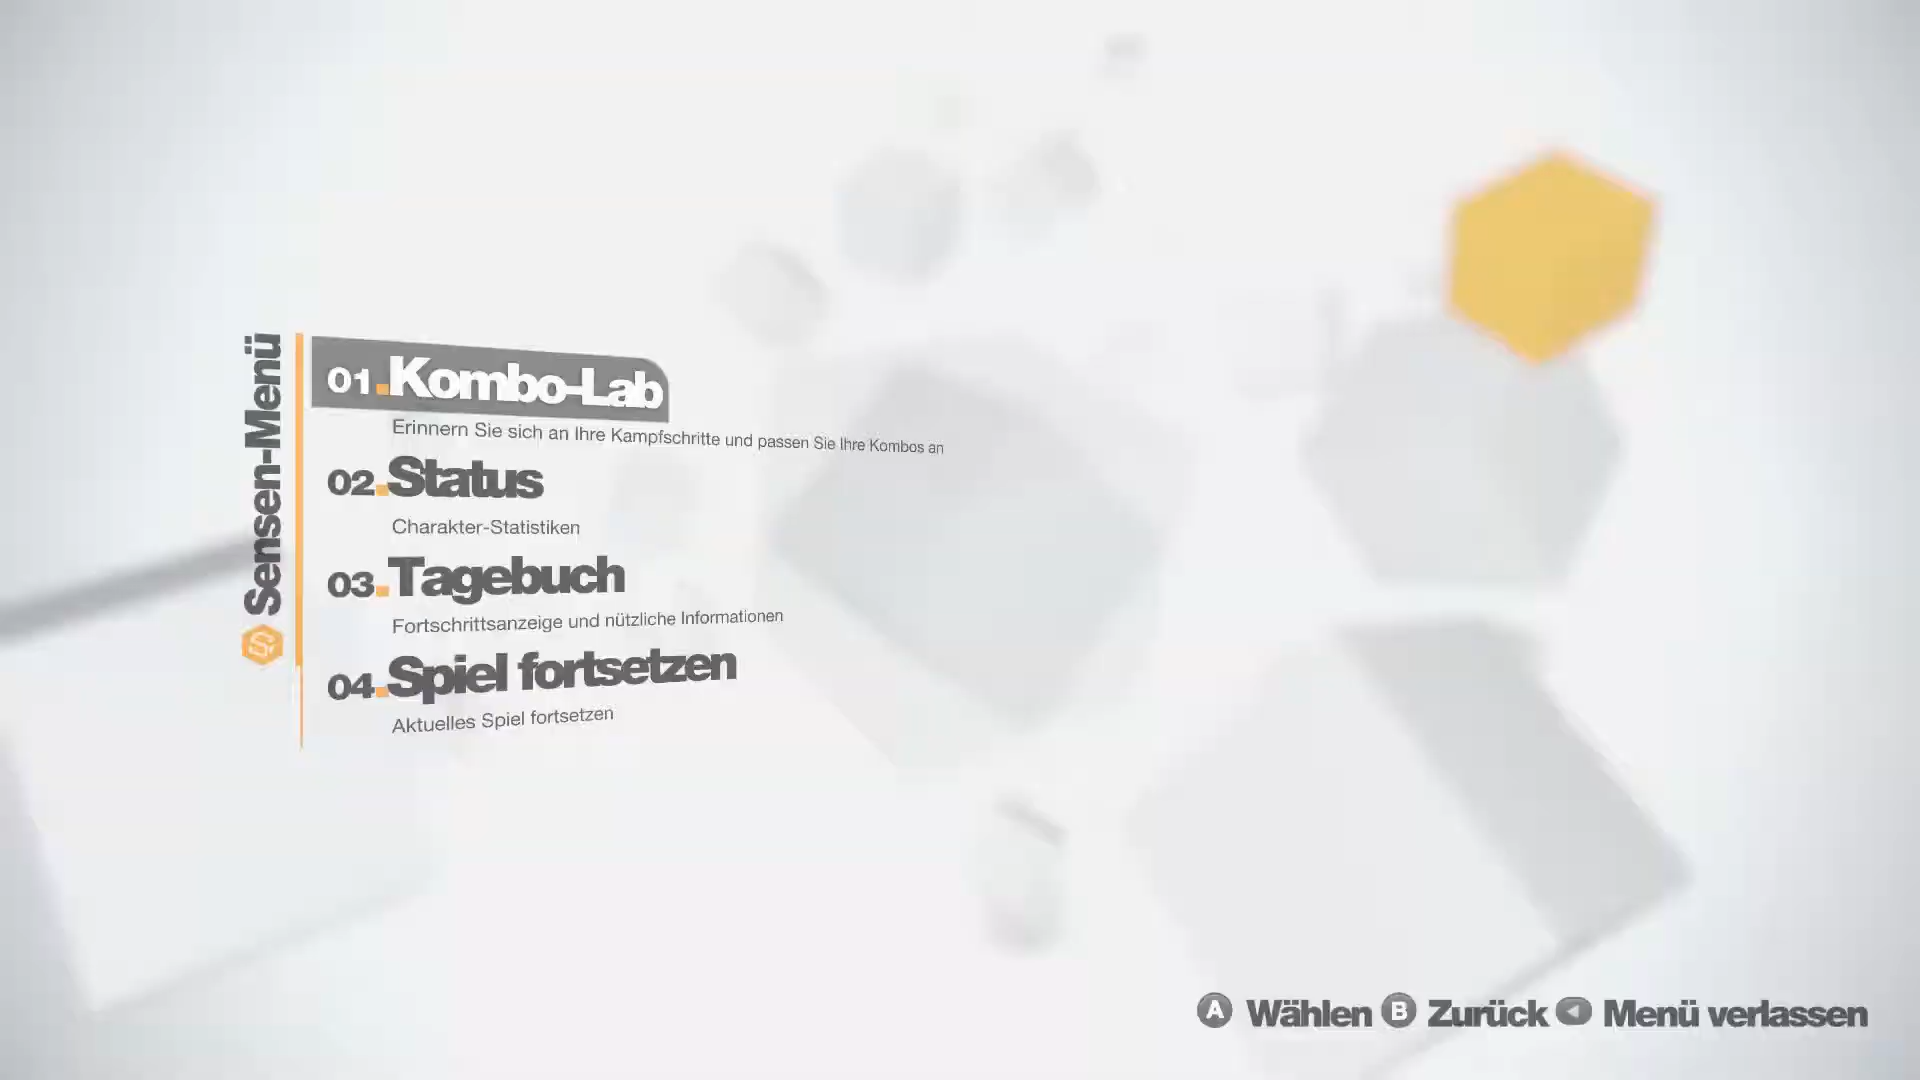 Sensen-Menü
01.Kombo-Lab
Erinnern Sie sich an Ihre Kampfschritte und passen Sie Ihre Kombos an
02.Status
Charakter-Statistiken
03.Tagebuch
Fortschrittsanzeige und nützliche Informationen
04.Spiel fortsetzen
Aktuelles Spiel fortsetzen
A Wählen B Zurück Menü verlassen